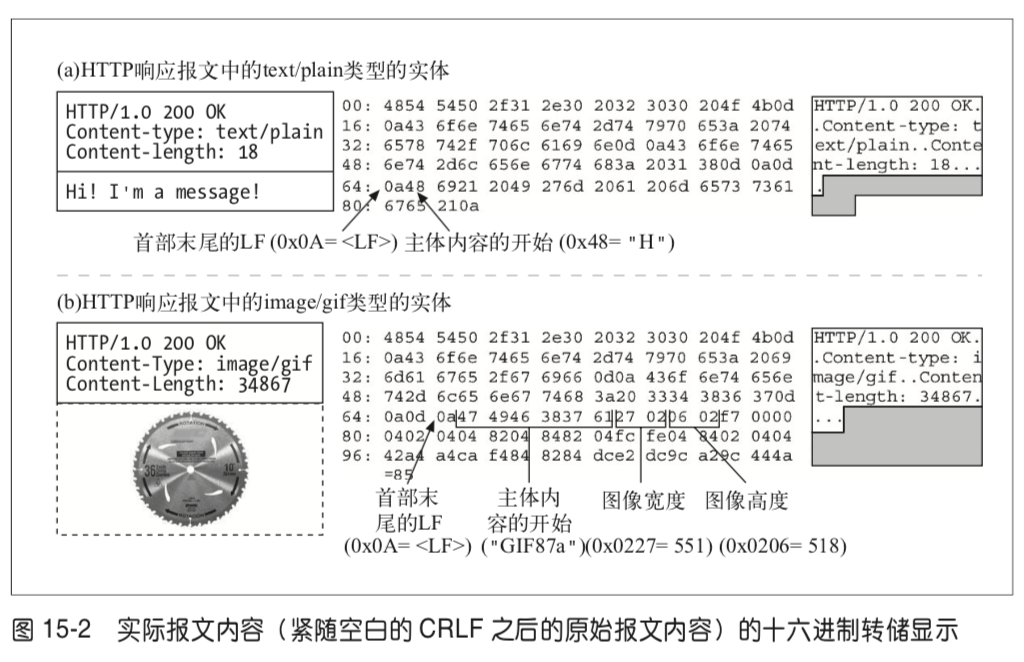 (a)HTTP响应报文中的text/plain类型的实体
HTTP/1.0 200 OK
Content-type: text/plain
Content-length: 18
Hi! I'm a message!
00: 4854 5450 2f31 2e30 2032 3030 204f 4b0d
16: 0a43 6f6e 7465 6e74 2d74 7970 653a 2074
32: 6578 742f 706c 6169 6e0d 0a43 6f6e 7465
48: 6e74 2d6c 656e 6774 683a 2031 380d 0a0d
64: 0a48 6921 2049 276d 2061 206d 6573 7361
80: 6765 210a
HTTP/1.0 200 OK.
.Content-type: t
ext/plain..Conte
nt-length: 18...
.
首部末尾的LF (0x0A= <LF>) 主体内容的开始 (0x48= "H")
(b)HTTP响应报文中的image/gif类型的实体
HTTP/1.0 200 OK
Content-Type: image/gif
Content-Length: 34867
ROTATION
36
10"
00: 4854 5450 2f31 2e30 2032 3030 204f 4b0d
16: 0a43 6f6e 7465 6e74 2d74 7970 653a 2069
32: 6d61 6765 2f67 6966 0d0a 436f 6e74 656e
48: 742d 6c65 6e67 7468 3a20 3334 3836 370d
64: 0a0d 0a47 4946 3837 6127 0206 02f7 0000
80: 0402 0404 8204 8482 04fc fe04 8402 0404
96: 42a4 a4ca f484 8284 dce2 dc9c a29c 444a
=85
HTTP/1.0 200 OK.
.Content-type: i
mage/gif..Conten
t-length: 34867.
...
首部末
尾的LF
(0x0A= <LF>)
主体内
容的开始
("GIF87a")
图像宽度
(0x0227= 551)
图像高度
(0x0206= 518)
图 15-2 实际报文内容（紧随空白的 CRLF 之后的原始报文内容）的十六进制转储显示